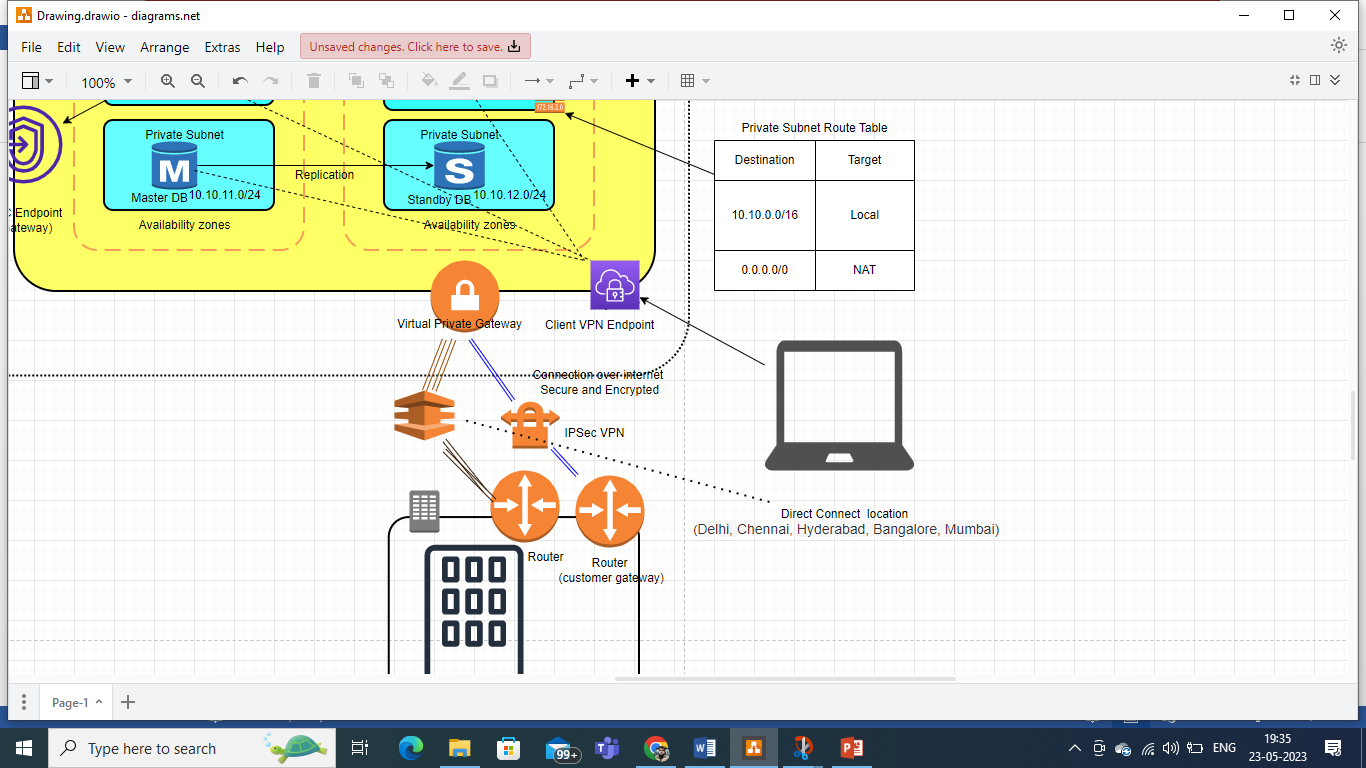 Drawing.drawio - diagrams.net
File Edit View Arrange Extras Help Unsaved changes. Click here to save.
100%
172.16.2.0
Private Subnet
M
Master DB
10.10.11.0/24
Availability zones
Replication
Private Subnet
S
Standby DB
10.10.12.0/24
Availability zones
Endpoint
Private Subnet Route Table
Destination Target
10.10.0.0/16 Local
0.0.0.0/0 NAT
Virtual Private Gateway
Client VPN Endpoint
Connection over internet
Secure and Encrypted
IPSec VPN
Direct Connect location
(Delhi, Chennai, Hyderabad, Bangalore, Mumbai)
Router
Router
(customer gateway)
Page-1
Type here to search
99+
ENG
19:35
23-05-2023